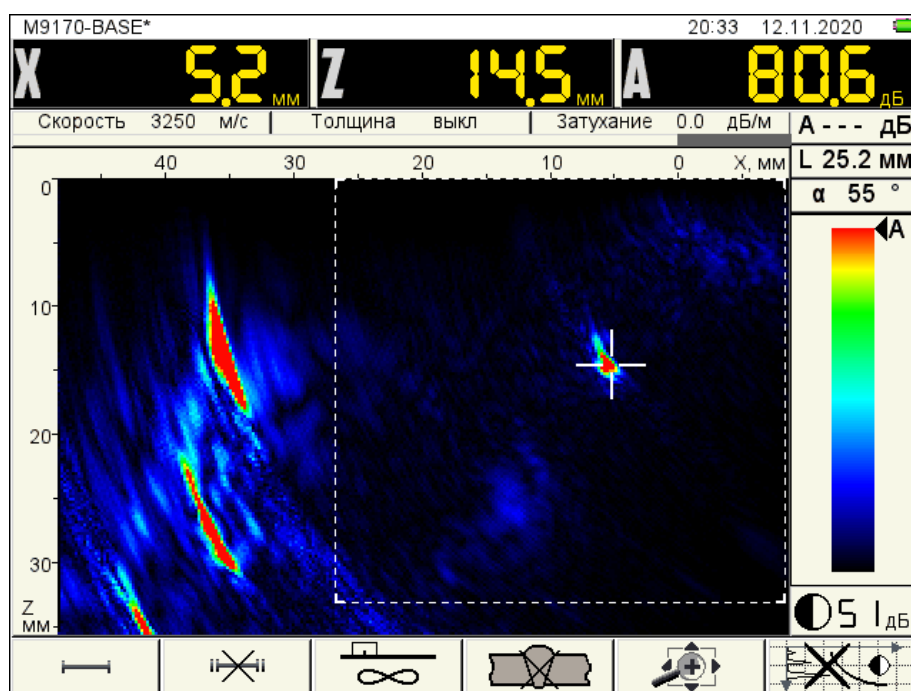 M9170-BASE* 20:33 12.11.2020
X 5.2 мм Z 14.5 мм A 80.6 дБ
Скорость 3250 м/с Толщина выкл Затухание 0.0 дБ/м A - - - дБ
40 30 20 10 0 X, мм L 25.2 мм
α 55 °
0
A
10
20
30
Z
мм
51 дБ